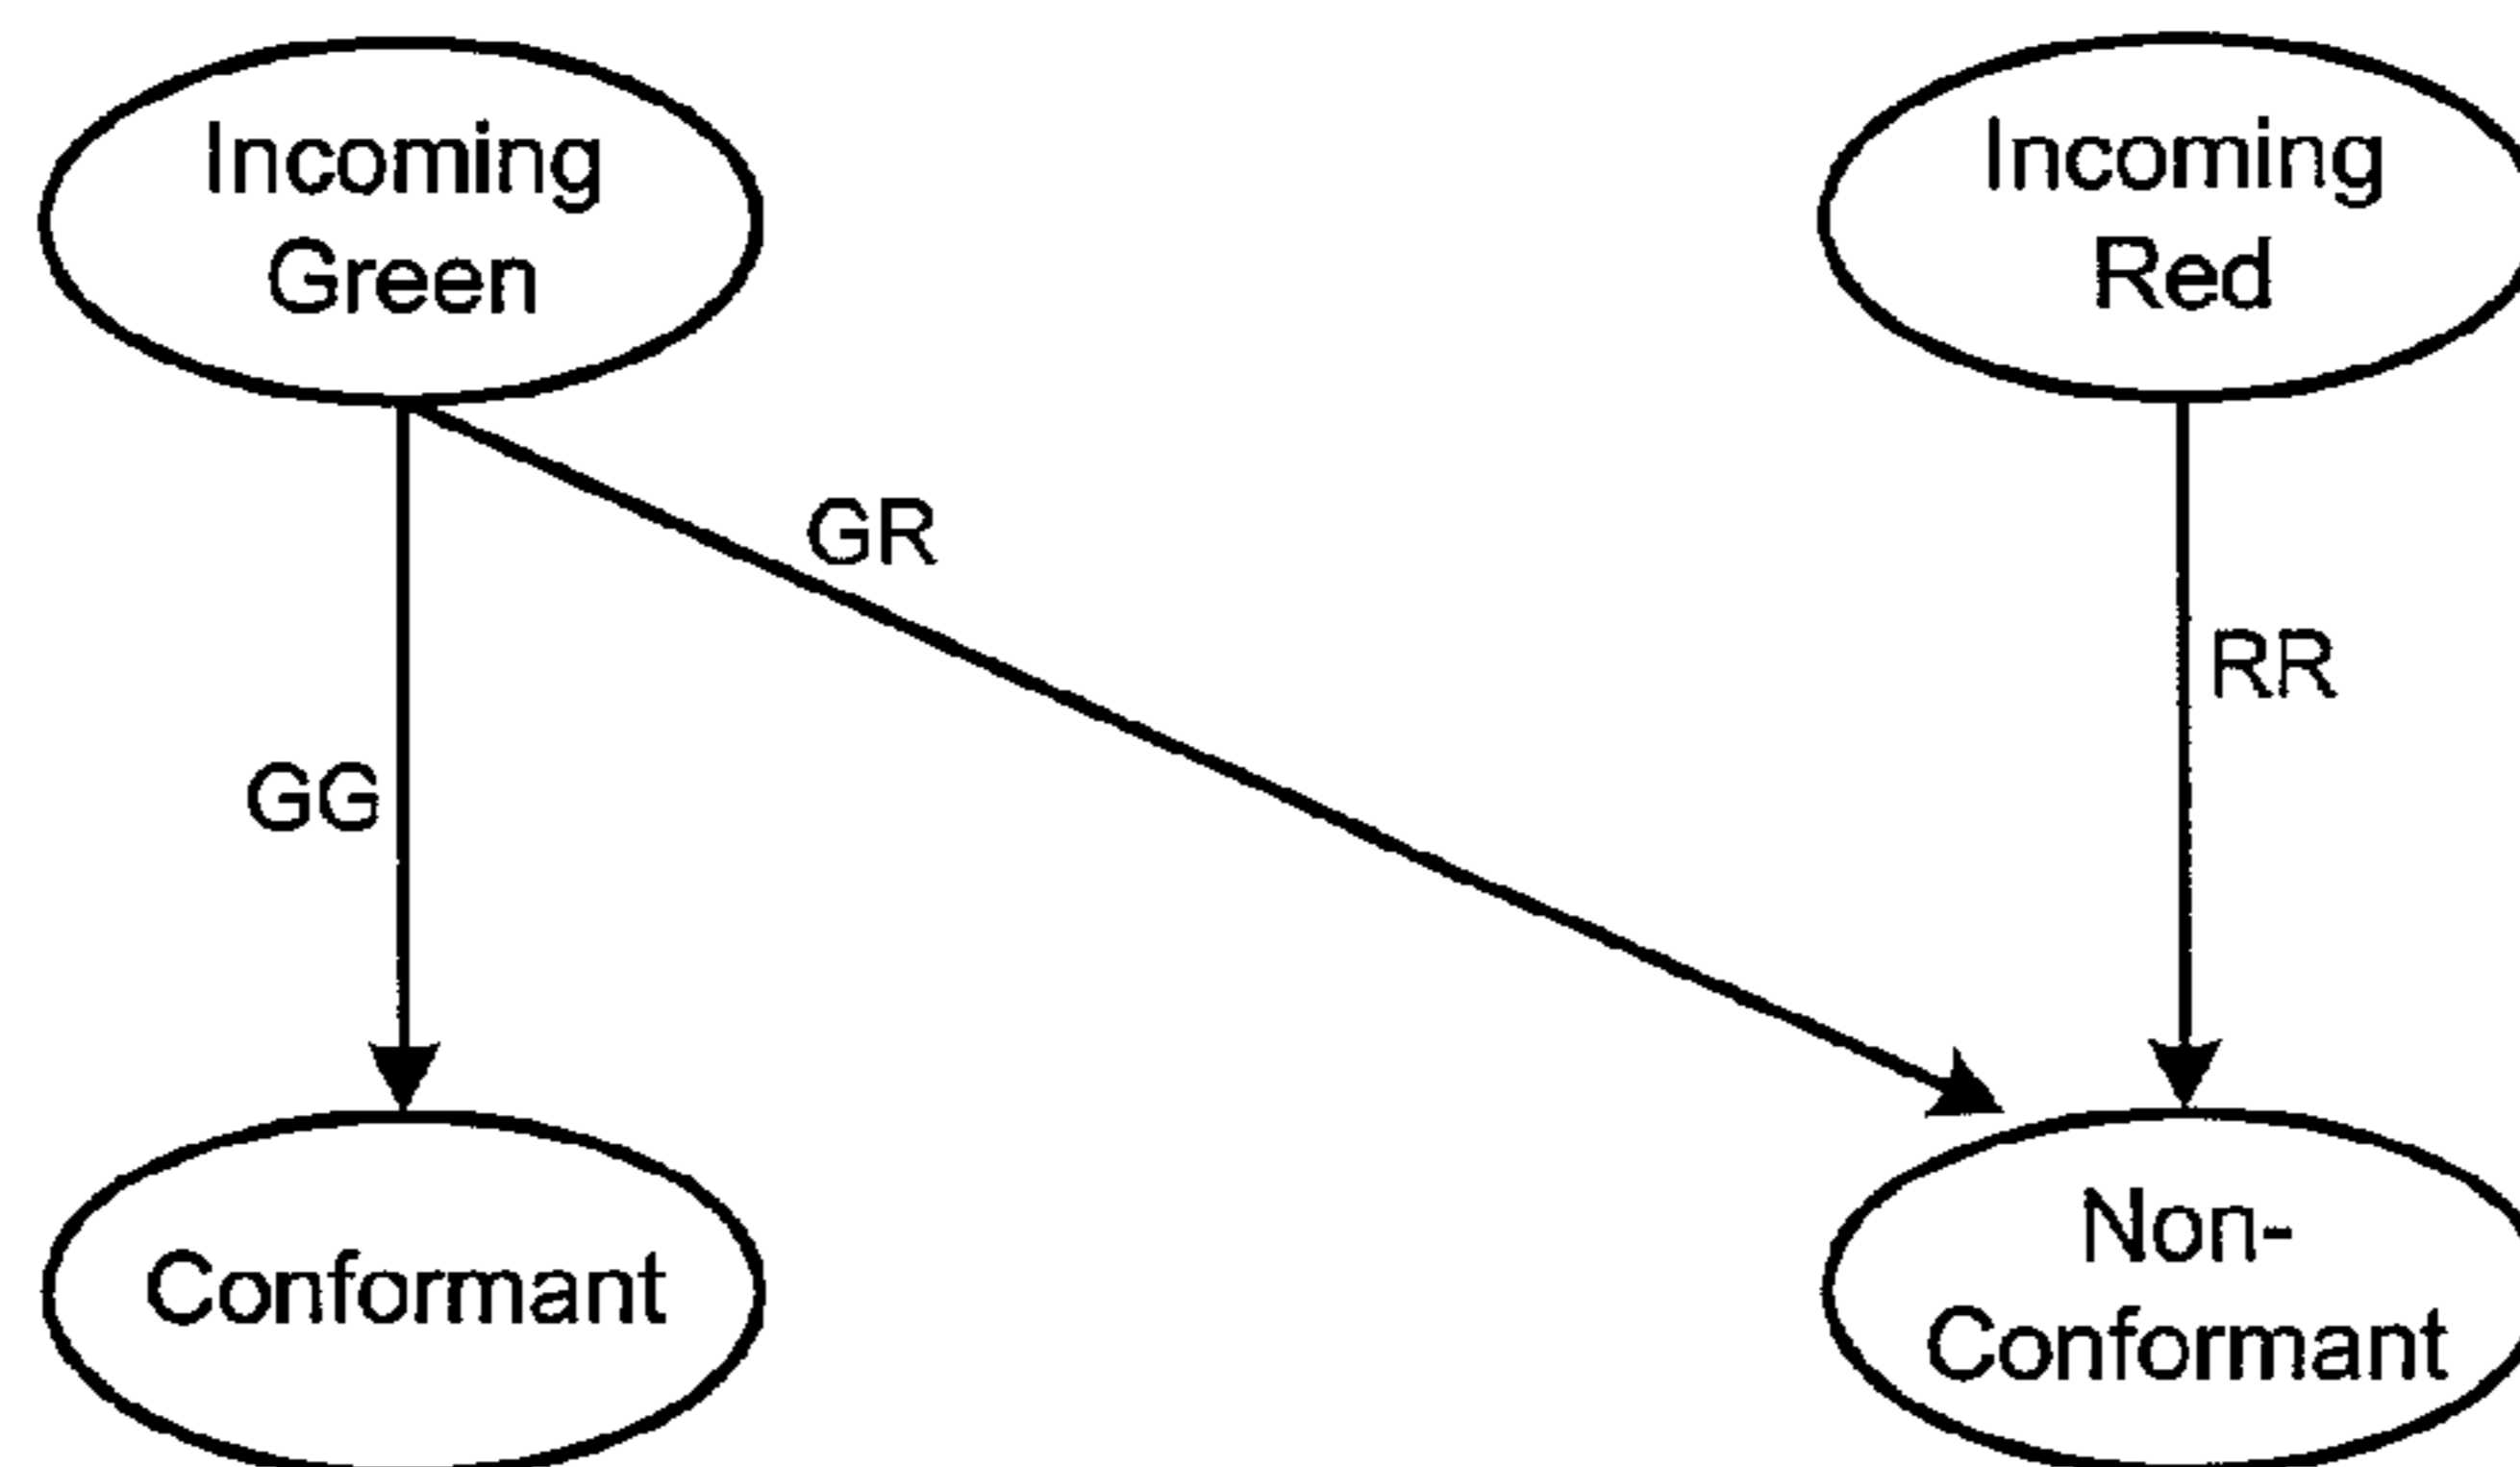 Incoming
Green
Incoming
Red
GR
RR
GG
Conformant
Non-
Conformant